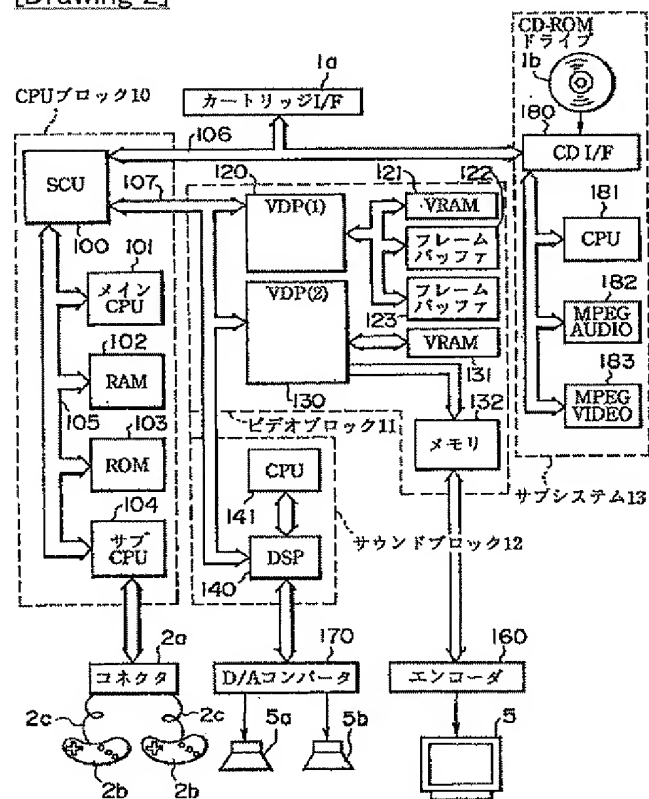 [Drawing 2]
CD-ROM
ドライブ
1a
1b
CPUブロック10
カートリッジI/F
180
106
CD I/F
SCU
107
120
121
122
VDP(1)
VRAM
181
100
CPU
フレーム
バッファ
101
メイン
CPU
VDP(2)
フレーム
バッファ
182
MPEG
AUDIO
123
102
VRAM
RAM
131
183
130
132
MPEG
VIDEO
105
103
ビデオブロック11
ROM
メモリ
CPU
サブシステム13
104
141
サブ
CPU
サウンドブロック12
DSP
140
2a
170
160
コネクタ
D/Aコンバータ
エンコーダ
2c
2c
5a
5b
5
2b
2b